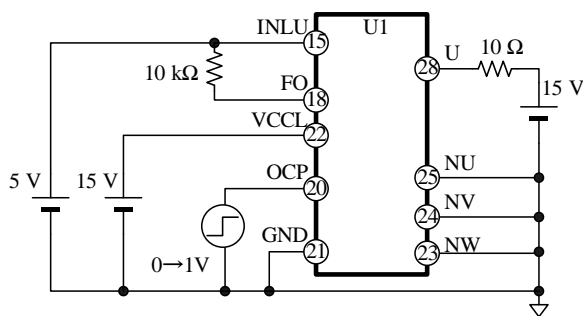 INLU
15
U1
U
28
10 Ω
10 kΩ
FO
18
15 V
VCCL
22
5 V
15 V
OCP
20
NU
25
NV
24
GND
21
NW
23
0→1V